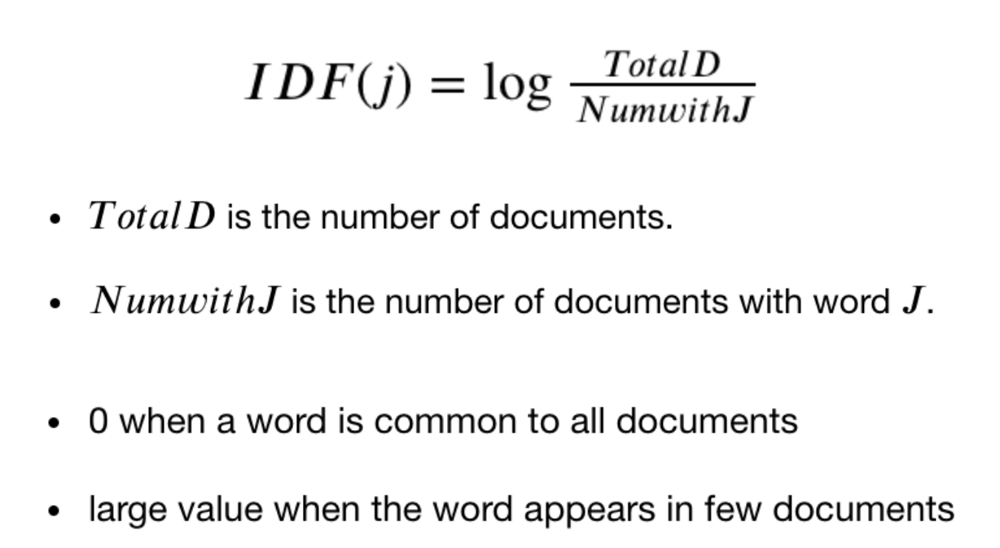 IDF(j) = log TotalD / NumwithJ
• TotalD is the number of documents.
• NumwithJ is the number of documents with word J.
• 0 when a word is common to all documents
• large value when the word appears in few documents